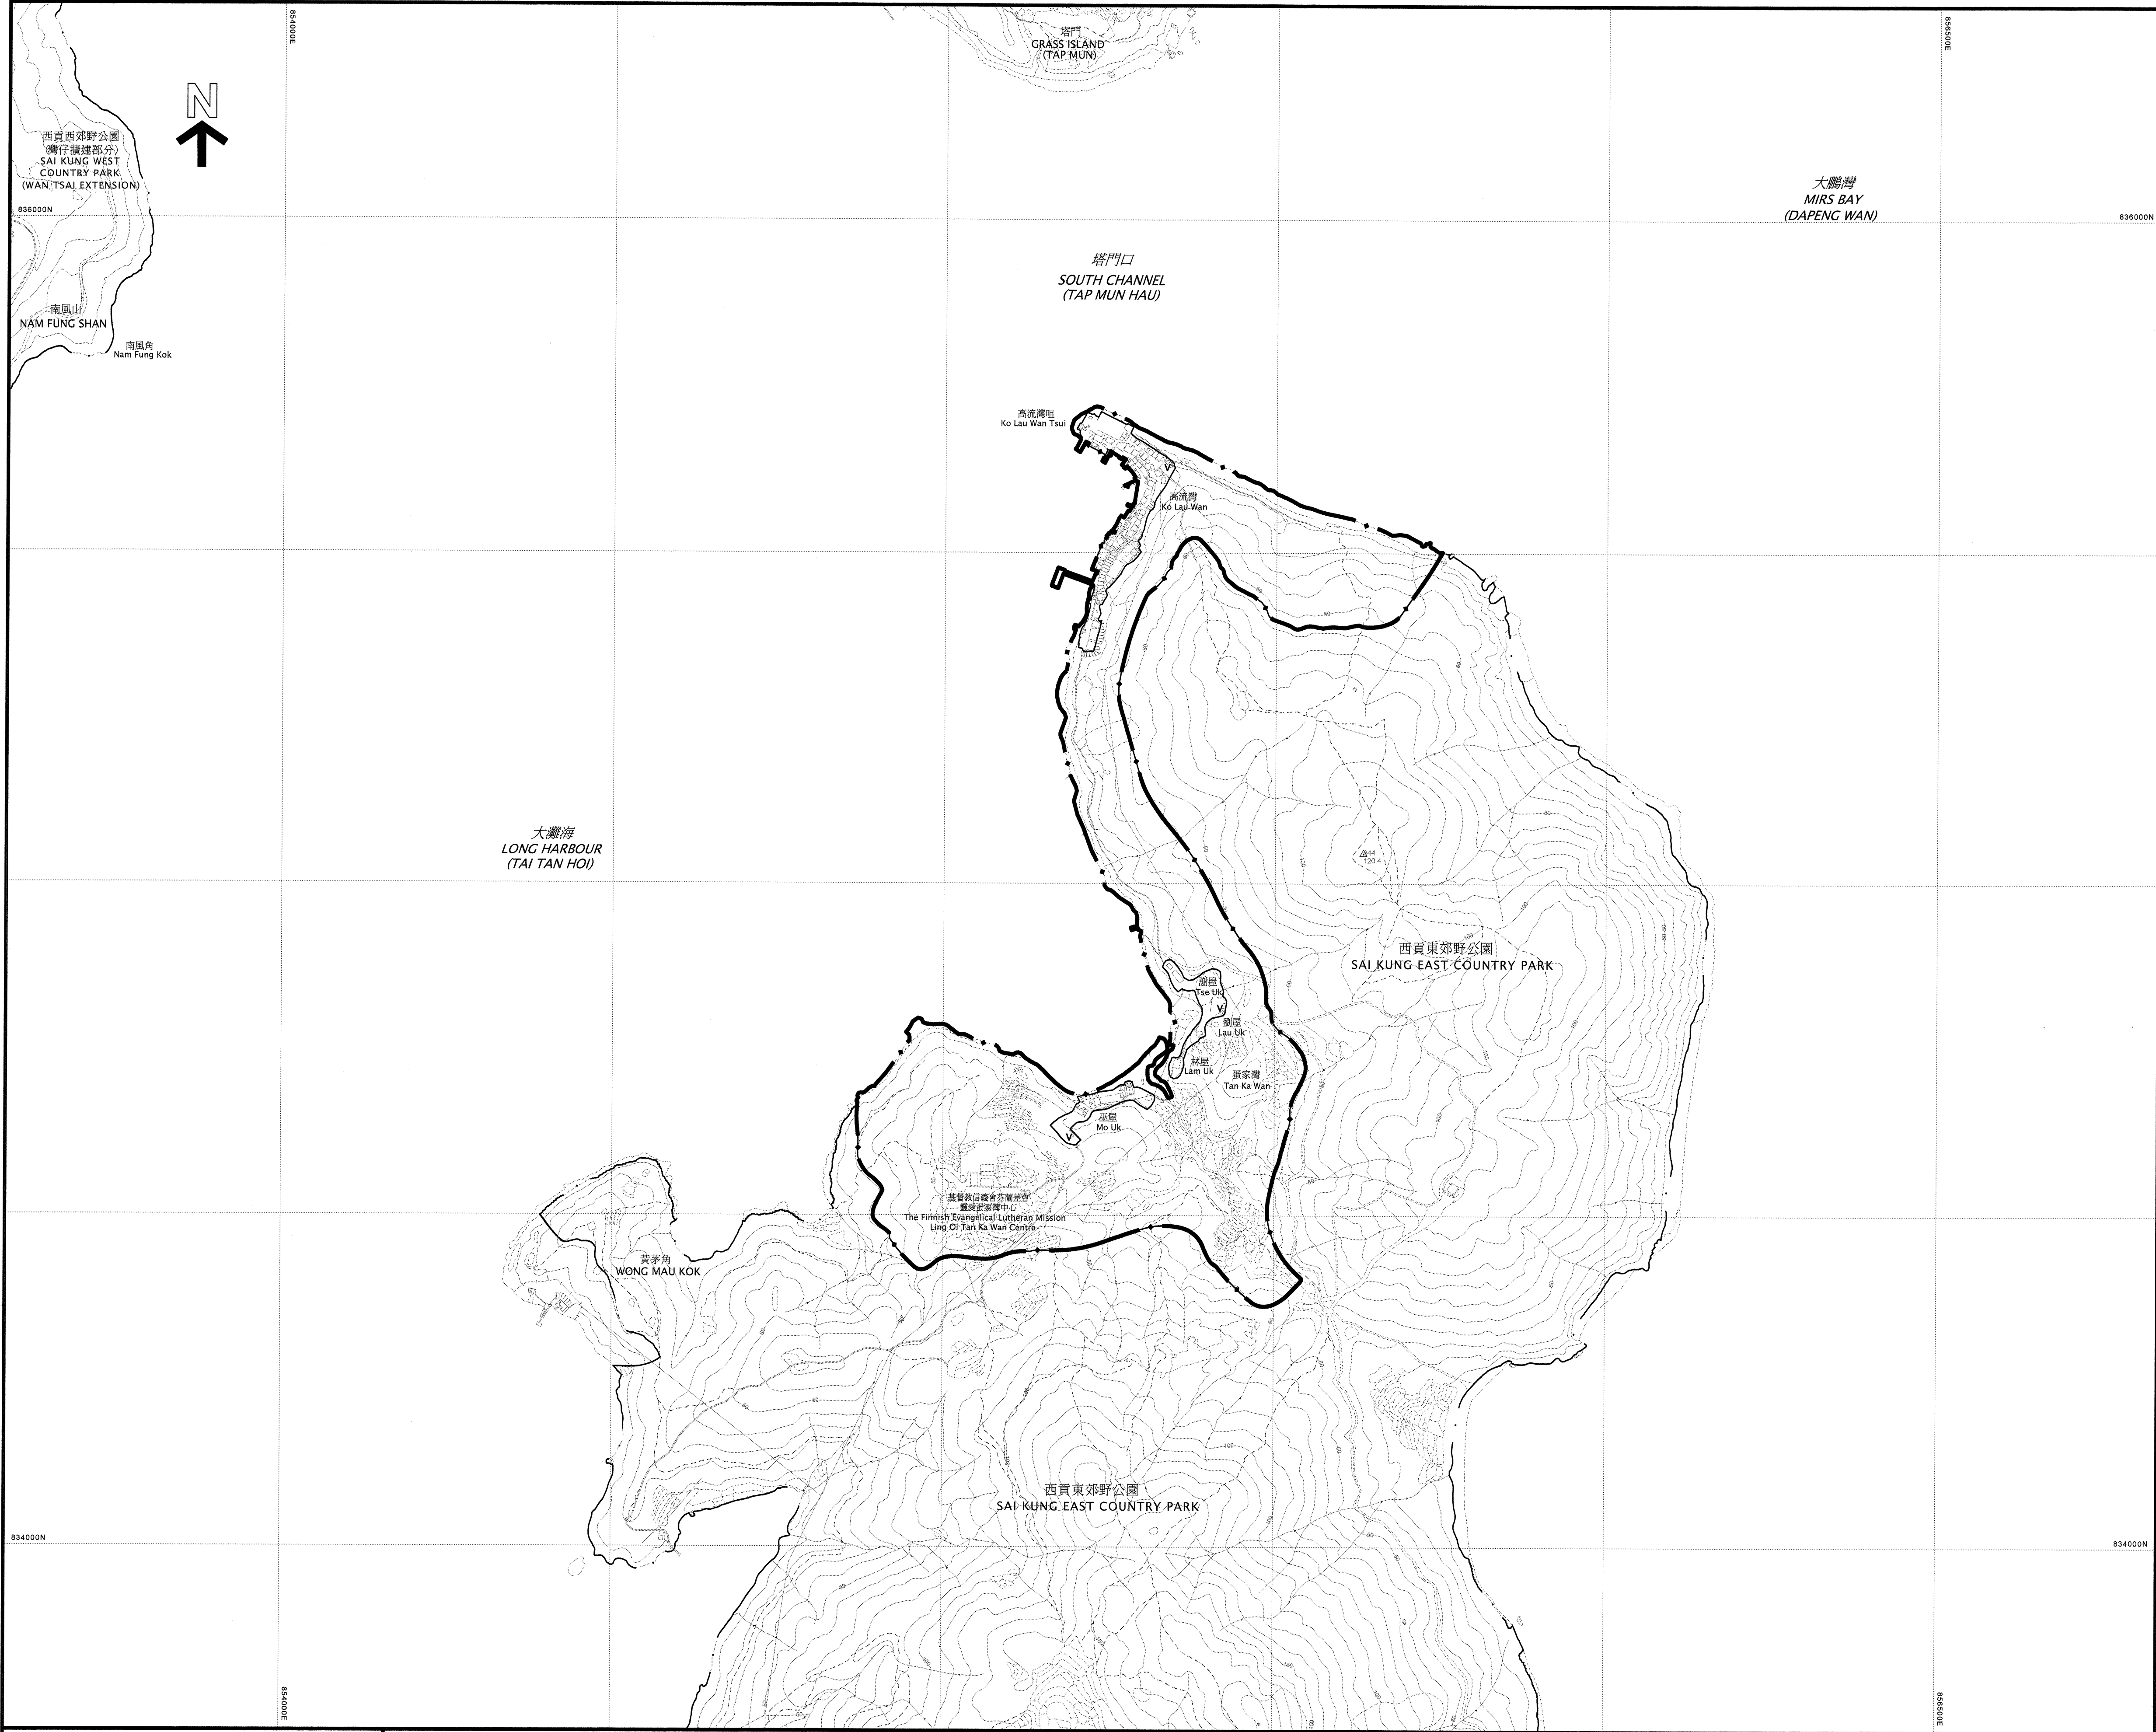 854000E
856500E
塔門
GRASS ISLAND
(TAP MUN)
N
西貢西郊野公園
(灣仔擴建部分)
SAI KUNG WEST
COUNTRY PARK
(WAN TSAI EXTENSION)
大鵬灣
MIRS BAY
(DAPENG WAN)
836000N
836000N
塔門口
SOUTH CHANNEL
(TAP MUN HAU)
南風山
NAM FUNG SHAN
南風角
Nam Fung Kok
高流灣咀
Ko Lau Wan Tsui
V
高流灣
Ko Lau Wan
大灘海
LONG HARBOUR
(TAI TAN HOI)
120.4
西貢東郊野公園
SAI KUNG EAST COUNTRY PARK
謝屋
Tse Uk
V
劉屋
Lau Uk
林屋
Lam Uk
蛋家灣
Tan Ka Wan
巫屋
Mo Uk
V
基督教信義會芬蘭差會
靈愛蛋家灣中心
The Finnish Evangelical Lutheran Mission
Ling Oi Tan Ka Wan Centre
黃茅角
WONG MAU KOK
西貢東郊野公園
SAI KUNG EAST COUNTRY PARK
834000N
834000N
854000E
856500E